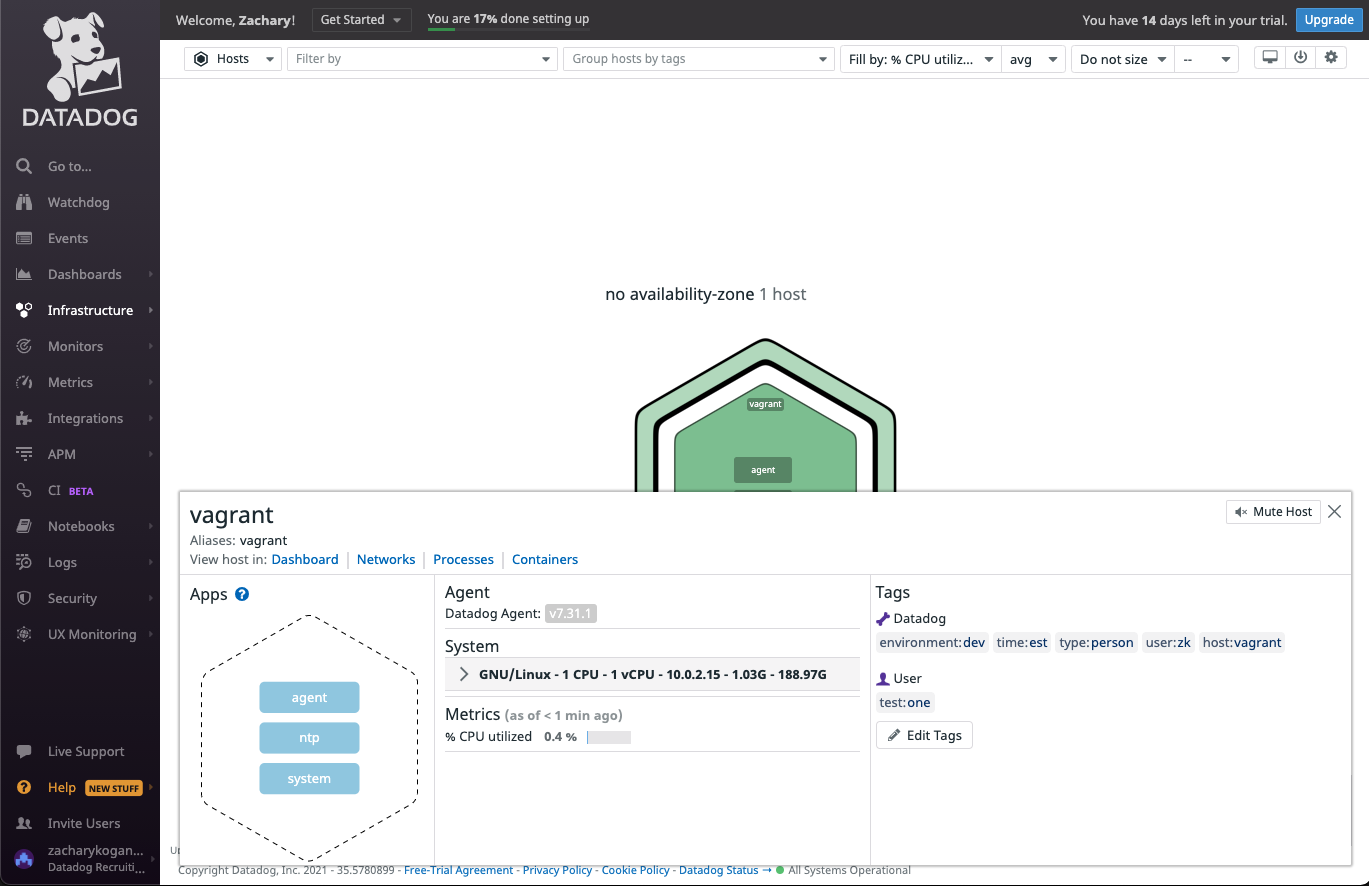 Welcome, Zachary!
Get Started
You are 17% done setting up
You have 14 days left in your trial.
Upgrade
DATADOG
Go to...
Watchdog
Events
Dashboards
Infrastructure
Monitors
Metrics
Integrations
APM
CI BETA
Notebooks
Logs
Security
UX Monitoring
Live Support
Help NEW STUFF
Invite Users
zacharykogan...
Datadog Recruiti...
Hosts
Filter by
Group hosts by tags
Fill by: % CPU utiliz...
avg
Do not size
--
no availability-zone 1 host
vagrant
agent
vagrant
Mute Host
Aliases: vagrant
View host in: Dashboard Networks Processes Containers
Apps ?
agent
ntp
system
Agent
Datadog Agent: v7.31.1
System
GNU/Linux - 1 CPU - 1 vCPU - 10.0.2.15 - 1.03G - 188.97G
Metrics (as of < 1 min ago)
% CPU utilized 0.4 %
Tags
Datadog
environment:dev time:est type:person user:zk host:vagrant
User
test:one
Edit Tags
Copyright Datadog, Inc. 2021 - 35.5780899 - Free-Trial Agreement - Privacy Policy - Cookie Policy - Datadog Status → All Systems Operational